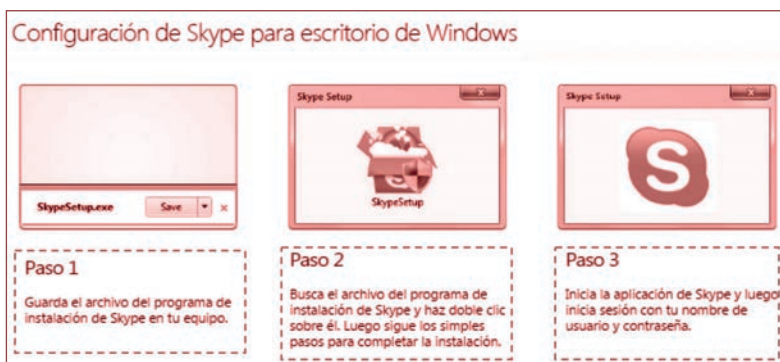 Configuración de Skype para escritorio de Windows
SkypeSetup.exe
Save
x
Skype Setup
x
SkypeSetup
Skype Setup
x
S
Paso 1
Guarda el archivo del programa de
instalación de Skype en tu equipo.
Paso 2
Busca el archivo del programa de
instalación de Skype y haz doble clic
sobre él. Luego sigue los simples
pasos para completar la instalación.
Paso 3
Inicia la aplicación de Skype y luego
inicia sesión con tu nombre de
usuario y contraseña.